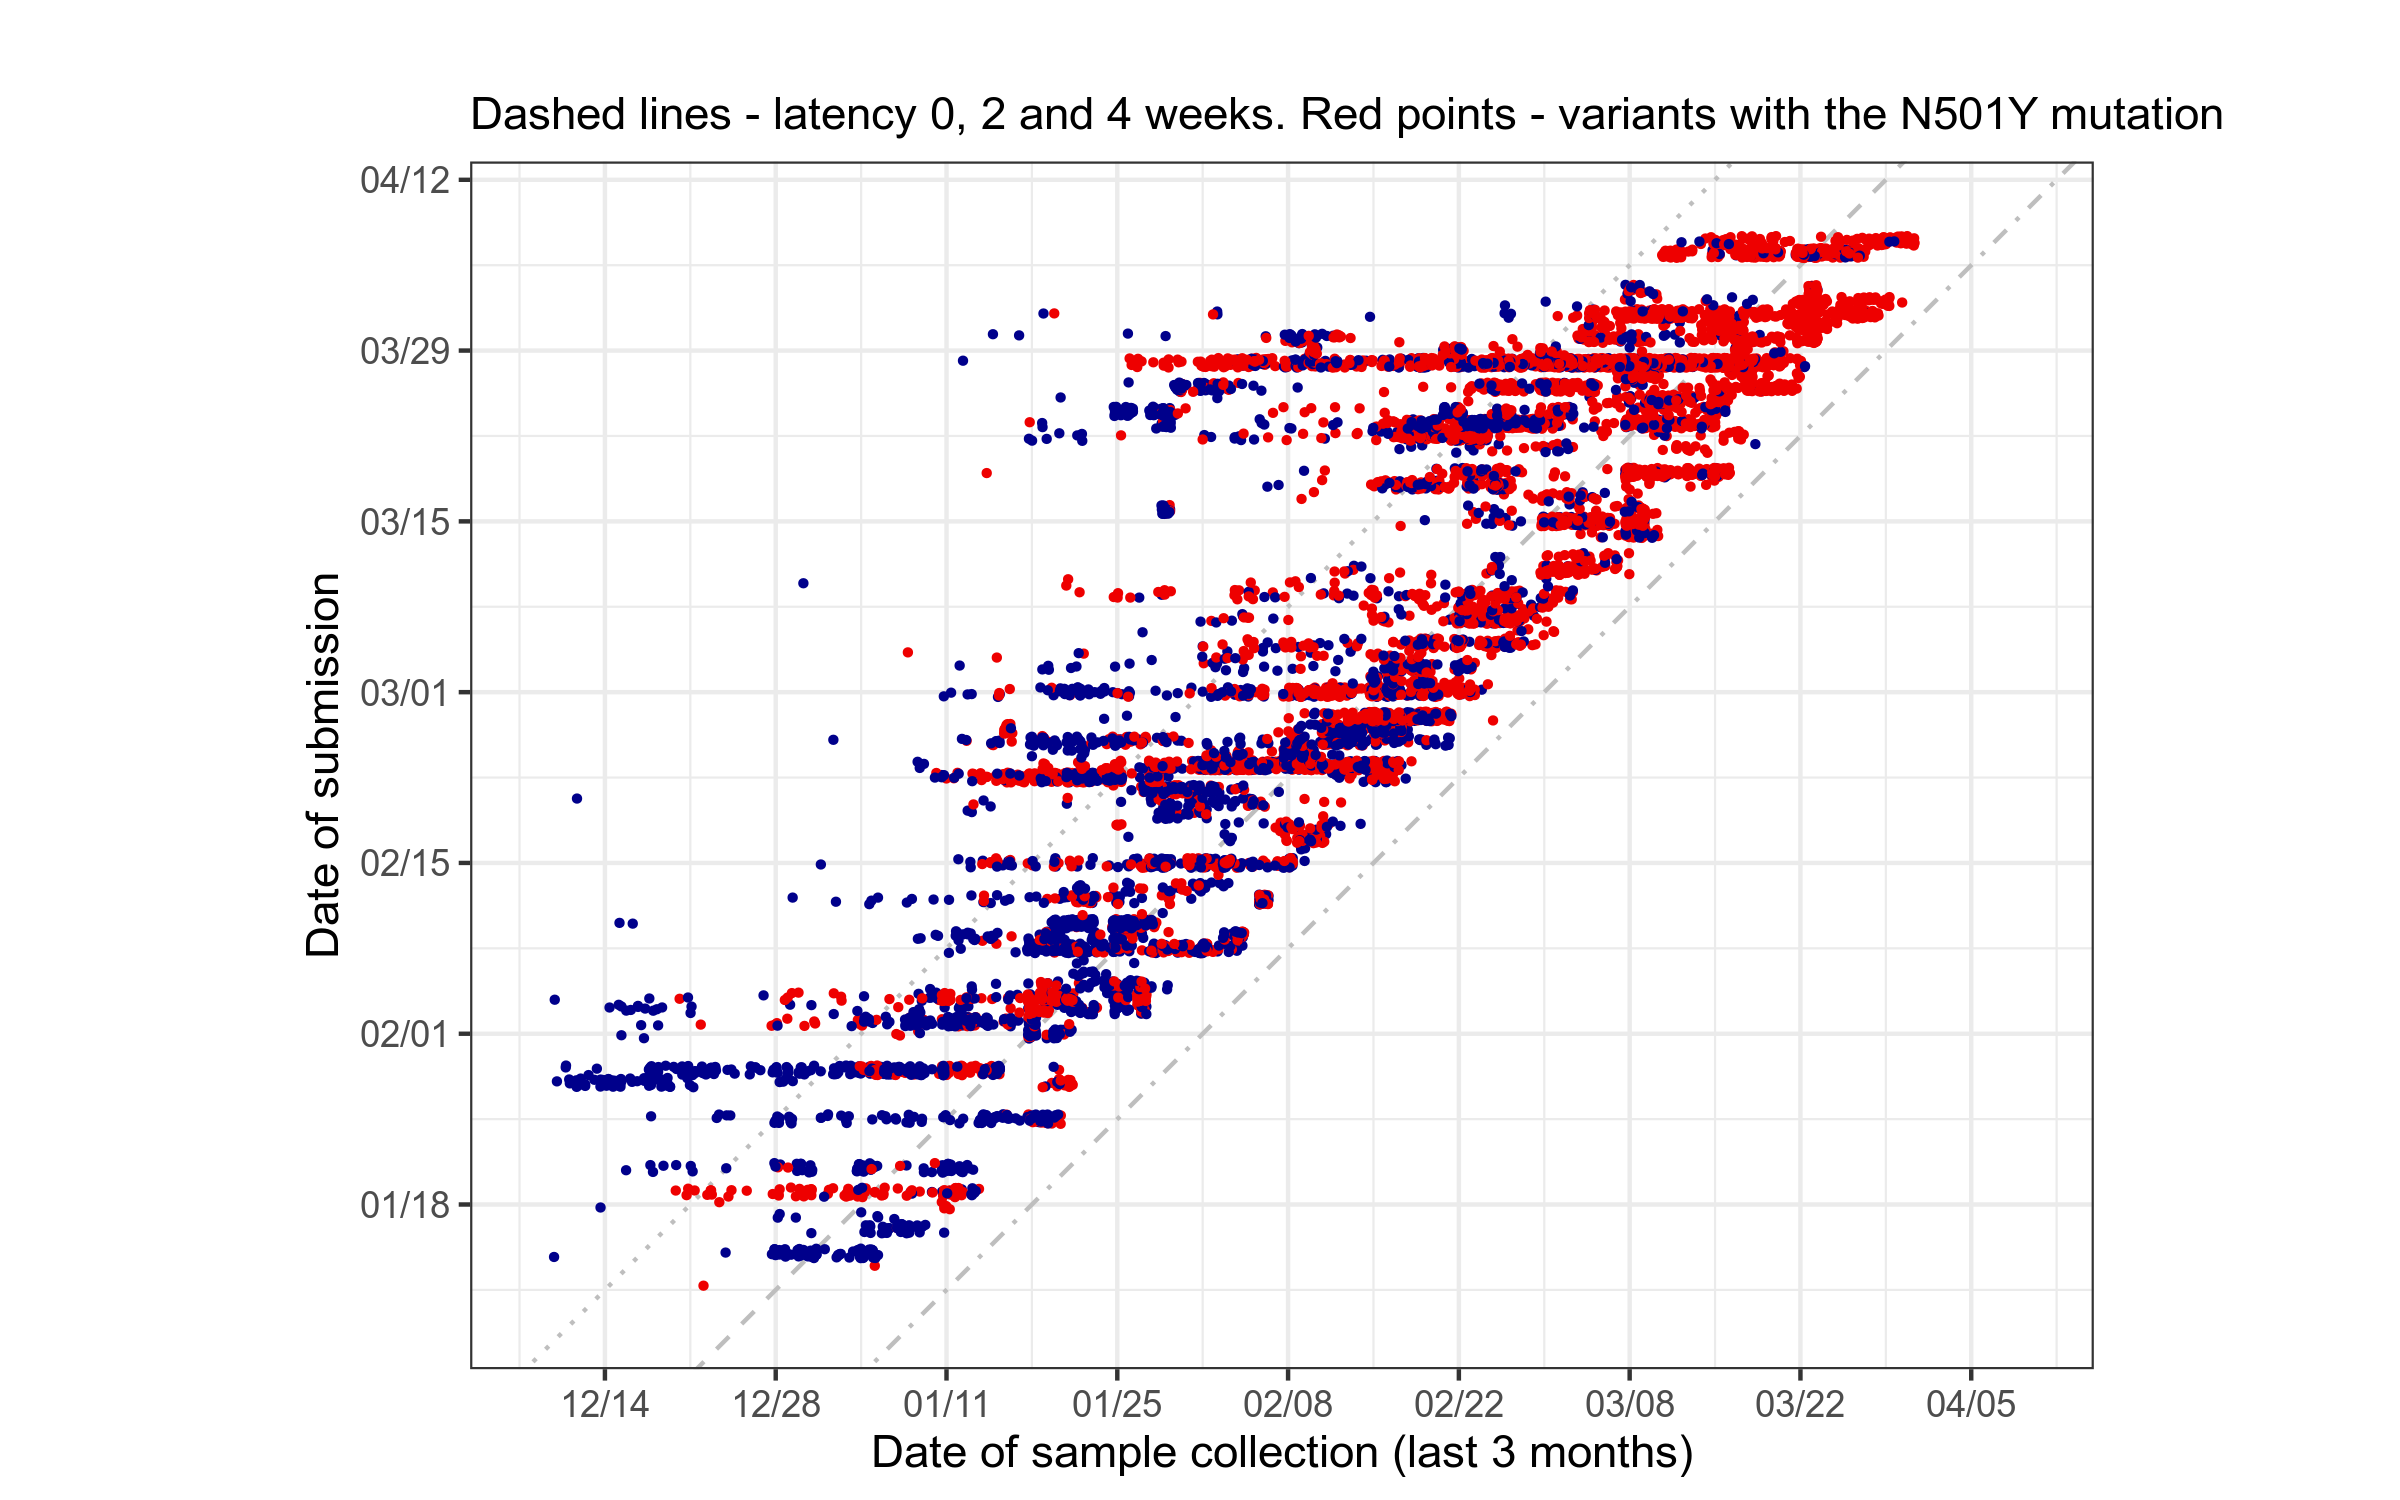 Dashed lines - latency 0, 2 and 4 weeks. Red points - variants with the N501Y mutation
04/12
03/29
03/15
03/01
02/15
02/01
01/18
Date of submission
12/14 12/28 01/11 01/25 02/08 02/22 03/08 03/22 04/05
Date of sample collection (last 3 months)